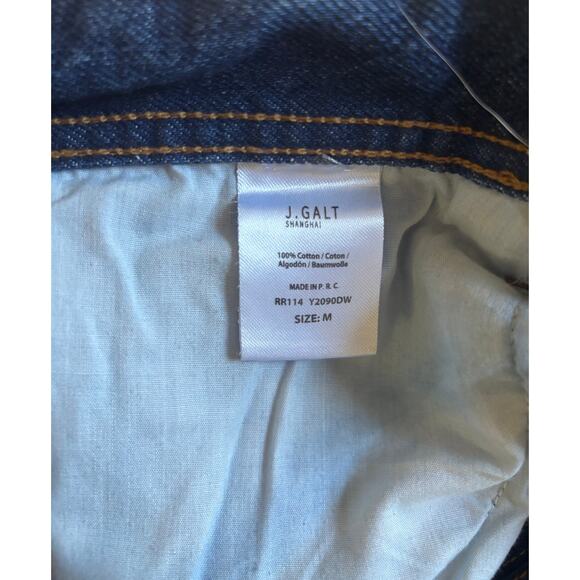 J.GALT
SHANGHAI
100% Cotton / Coton /
Algodón / Baumwolle
MADE IN P. R. C.
RR114 Y2090DW
SIZE: M